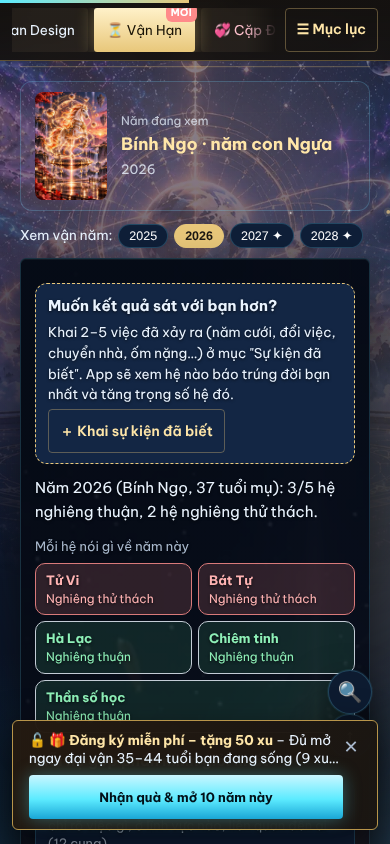 an Design
⏳ Vận Hạn
MỚI
💞 Cặp Đ
☰ Mục lục
Năm đang xem
Bính Ngọ · năm con Ngựa
2026
Xem vận năm:
2025
2026
2027 ✦
2028 ✦
Muốn kết quả sát với bạn hơn?
Khai 2–5 việc đã xảy ra (năm cưới, đổi việc,
chuyển nhà, ốm nặng...) ở mục "Sự kiện đã
biết". App sẽ xem hệ nào báo trúng đời bạn
nhất và tăng trọng số hệ đó.
+ Khai sự kiện đã biết
Năm 2026 (Bính Ngọ, 37 tuổi mụ): 3/5 hệ
nghiêng thuận, 2 hệ nghiêng thử thách.
Mỗi hệ nói gì về năm này
Tử Vi
Nghiêng thử thách
Bát Tự
Nghiêng thử thách
Hà Lạc
Nghiêng thuận
Chiêm tinh
Nghiêng thuận
Thần số học
Nghiêng thuận
🔍
🔓 🎁 Đăng ký miễn phí – tặng 50 xu – Đủ mở
ngay đại vận 35–44 tuổi bạn đang sống (9 xu...
✕
Nhận quà & mở 10 năm này
(12 cung)